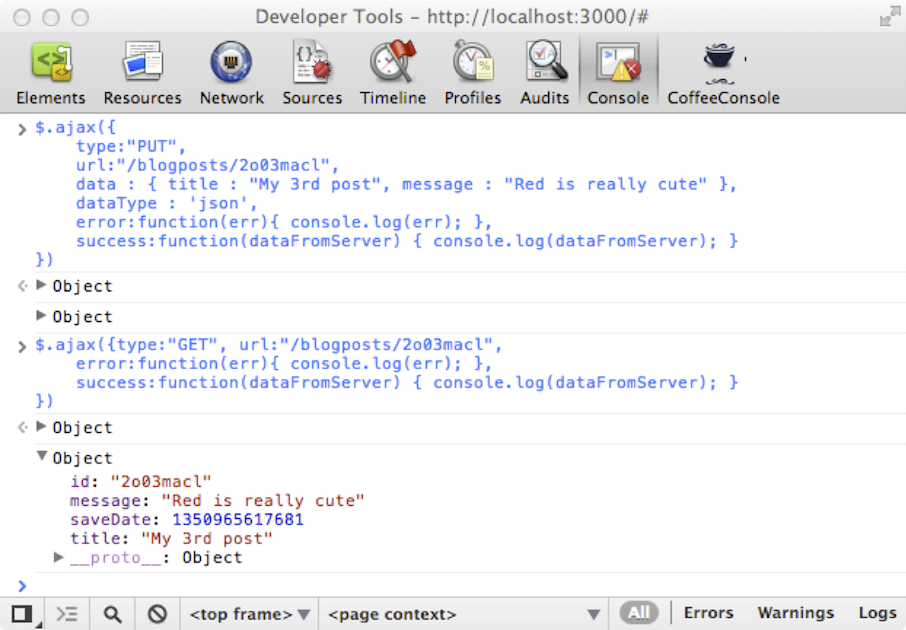 Developer Tools - http://localhost:3000/#
Elements Resources Network Sources Timeline Profiles Audits Console CoffeeConsole
> $.ajax({
type:"PUT",
url:"/blogposts/2o03macl",
data : { title : "My 3rd post", message : "Red is really cute" },
dataType : 'json',
error:function(err){ console.log(err); },
success:function(dataFromServer) { console.log(dataFromServer); }
})
Object
Object
> $.ajax({type:"GET", url:"/blogposts/2o03macl",
error:function(err){ console.log(err); },
success:function(dataFromServer) { console.log(dataFromServer); }
})
Object
Object
id: "2o03macl"
message: "Red is really cute"
saveDate: 1350965617681
title: "My 3rd post"
__proto__: Object
>
<top frame> <page context> All Errors Warnings Logs